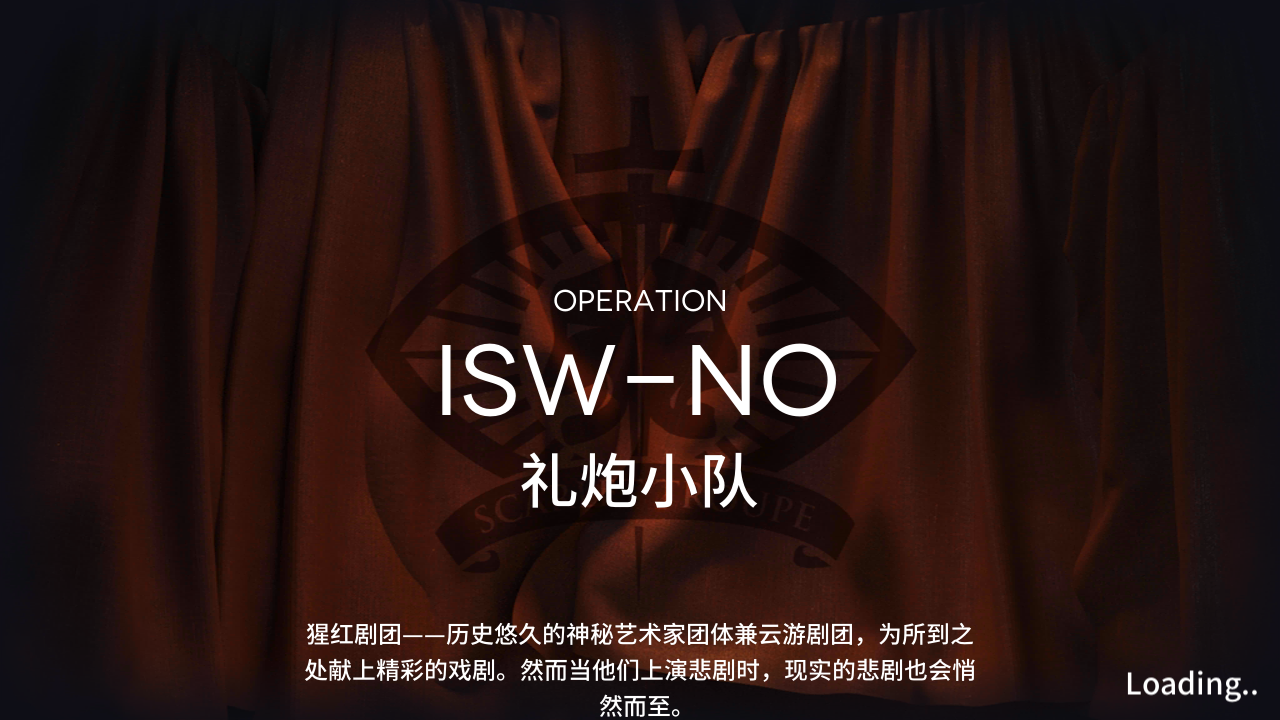 OPERATION
ISW-NO
礼炮小队
猩红剧团——历史悠久的神秘艺术家团体兼云游剧团，为所到之
处献上精彩的戏剧。然而当他们上演悲剧时，现实的悲剧也会悄
然而至。
Loading..